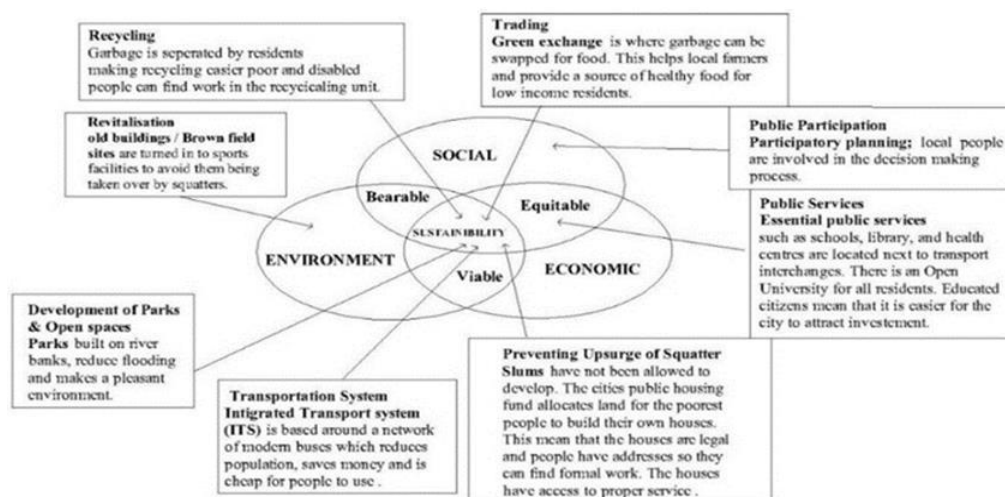 Recycling
Garbage is seperated by residents
making recycling easier poor and disabled
people can find work in the recycicaling unit.
Trading
Green exchange is where garbage can be
swapped for food. This helps local farmers
and provide a source of healthy food for
low income residents.
Revitalisation
old buildings / Brown field
sites are turned in to sports
facilities to avoid them being
taken over by squatters.
Public Participation
Participatory planning: local people
are involved in the decision making
process.
SOCIAL
Bearable
Equitable
SUSTAINIBILITY
ENVIRONMENT
ECONOMIC
Viable
Public Services
Essential public services
such as schools, library, and health
centres are located next to transport
interchanges. There is an Open
University for all residents. Educated
citizens mean that it is easier for the
city to attract investement.
Development of Parks
& Open spaces
Parks built on river
banks, reduce flooding
and makes a pleasant
environment.
Transportation System
Intigrated Transport system
(ITS) is based around a network
of modern buses which reduces
population, saves money and is
cheap for people to use .
Preventing Upsurge of Squatter
Slums have not been allowed to
develop. The cities public housing
fund allocates land for the poorest
people to build their own houses.
This mean that the houses are legal
and people have addresses so they
can find formal work. The houses
have access to proper service .